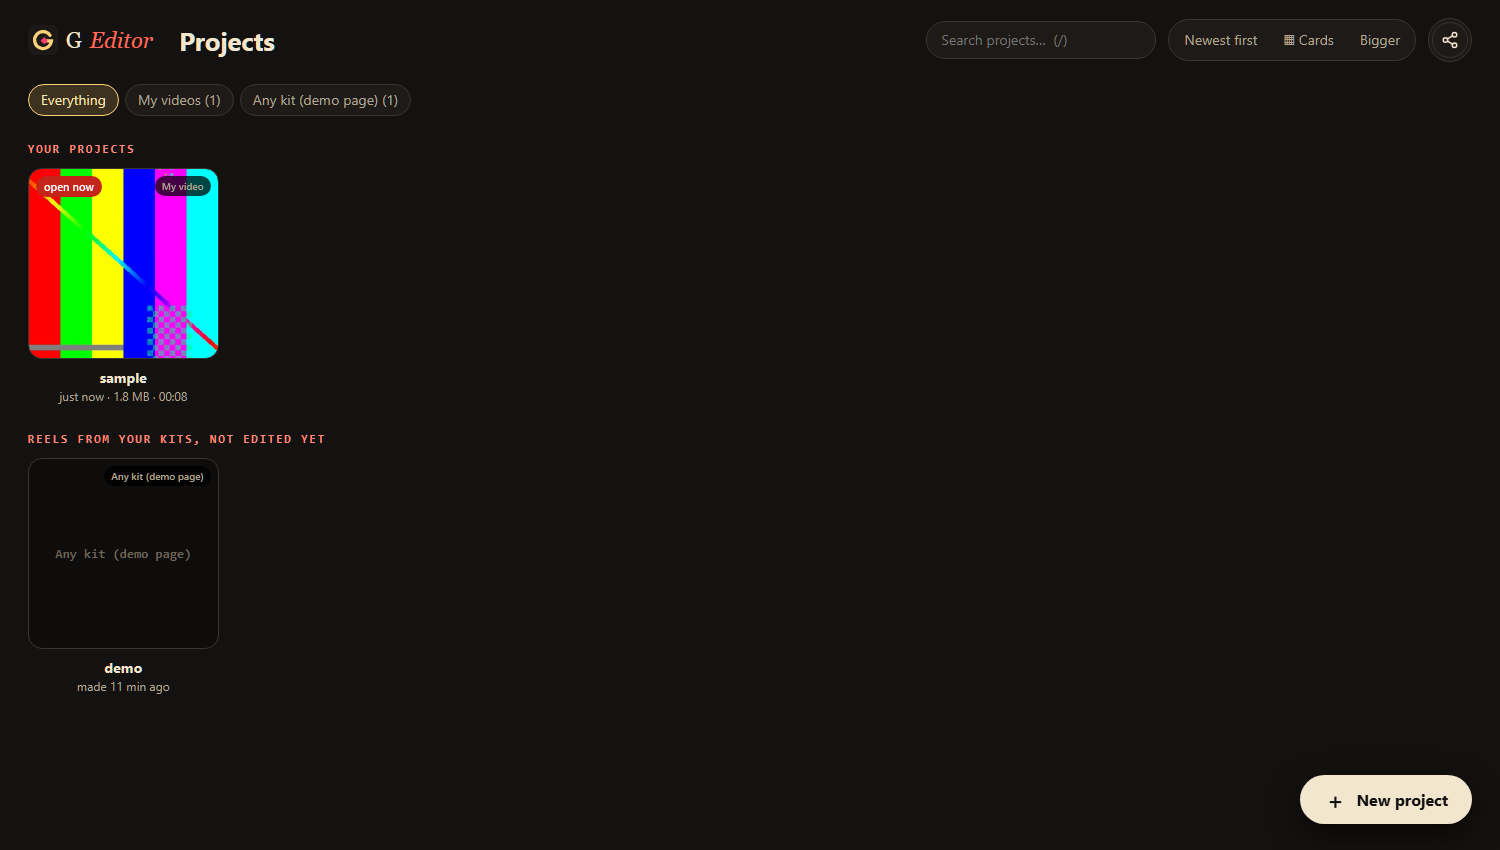 G Editor Projects
Search projects... (/)
Newest first Cards Bigger
Everything My videos (1) Any kit (demo page) (1)
YOUR PROJECTS
open now My video
sample
just now · 1.8 MB · 00:08
REELS FROM YOUR KITS, NOT EDITED YET
Any kit (demo page)
Any kit (demo page)
demo
made 11 min ago
+ New project